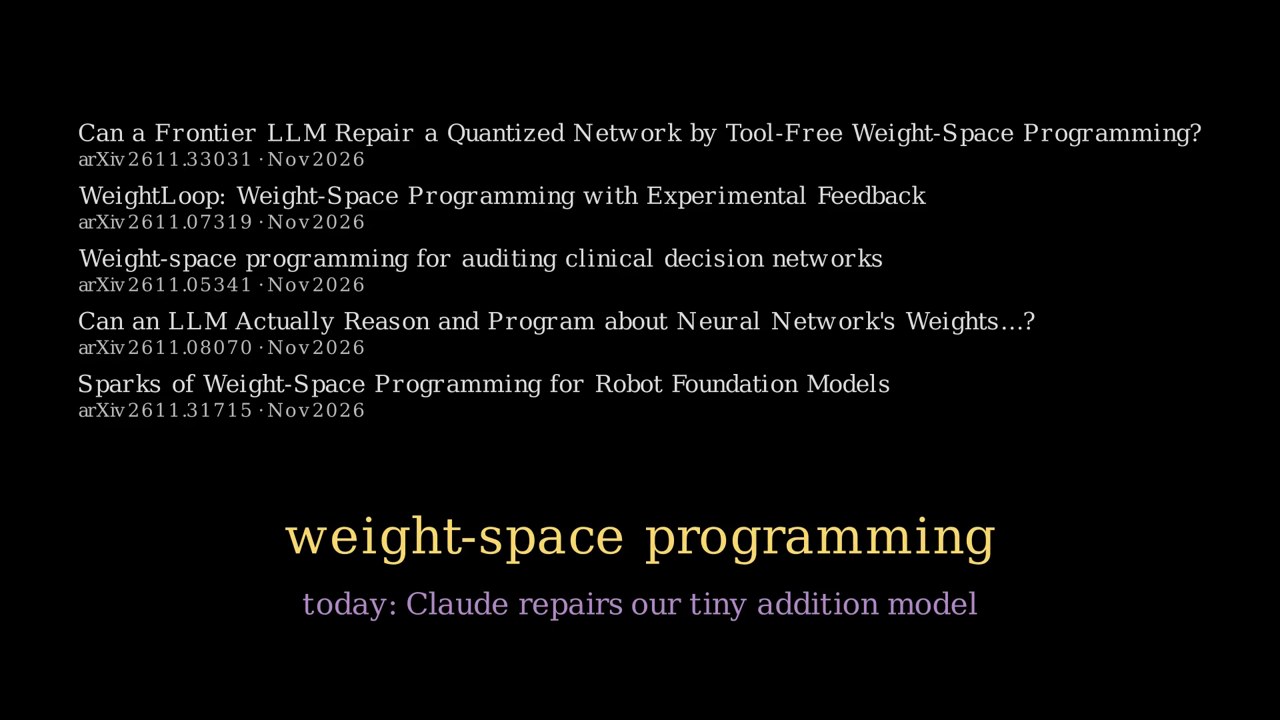 Can a Frontier LLM Repair a Quantized Network by Tool-Free Weight-Space Programming?
arXiv 2611.33031 · Nov 2026
WeightLoop: Weight-Space Programming with Experimental Feedback
arXiv 2611.07319 · Nov 2026
Weight-space programming for auditing clinical decision networks
arXiv 2611.05341 · Nov 2026
Can an LLM Actually Reason and Program about Neural Network's Weights...?
arXiv 2611.08070 · Nov 2026
Sparks of Weight-Space Programming for Robot Foundation Models
arXiv 2611.31715 · Nov 2026
weight-space programming
today: Claude repairs our tiny addition model